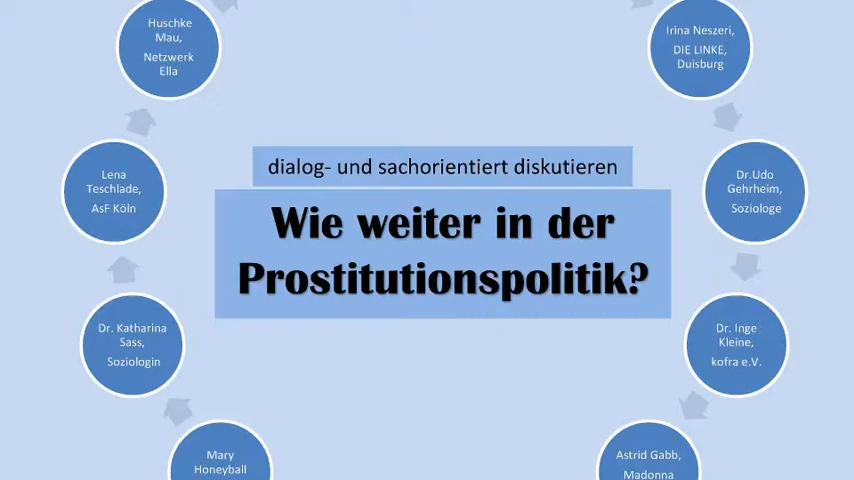 Huschke
Mau,
Netzwerk
Ella
Irina Neszeri,
DIE LINKE,
Duisburg
dialog- und sachorientiert diskutieren
Wie weiter in der
Prostitutionspolitik?
Lena
Teschlade,
AsF Köln
Dr.Udo
Gehrheim,
Soziologe
Dr. Katharina
Sass,
Soziologin
Dr. Inge
Kleine,
kofra e.V.
Mary
Honeyball
Astrid Gabb,
Madonna